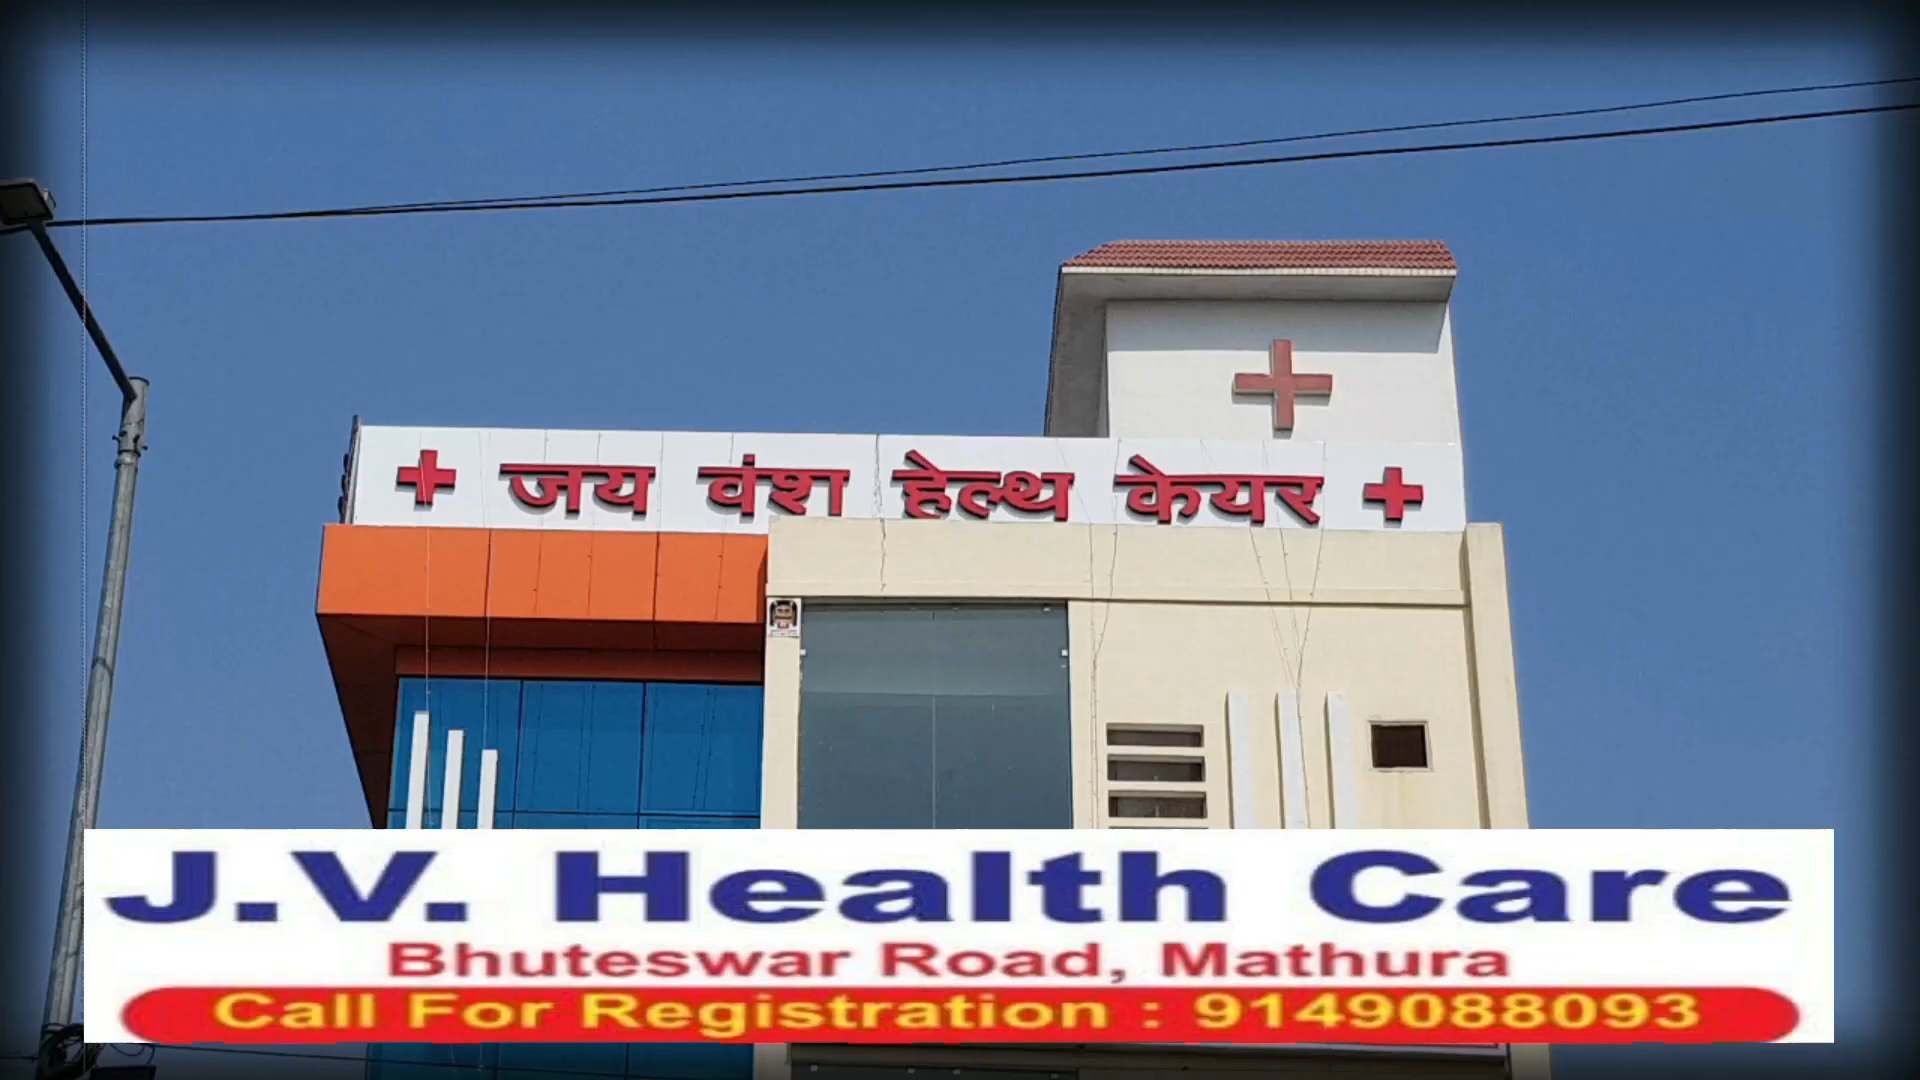 जय वंश हेल्थ केयर
J.V. Health Care
Bhuteswar Road, Mathura
Call For Registration : 9149088093